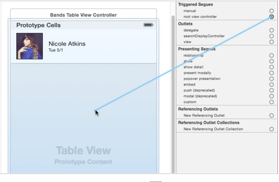 Bands Table View Controller
Prototype Cells
Nicole Atkins
Tue 5/1
Table View
Prototype Content
Triggered Segues
manual
root view controller
Outlets
delegate
searchDisplayController
view
Presenting Segues
relationship
show
show detail
present modally
popover presentation
embed
push (deprecated)
modal (deprecated)
custom
Referencing Outlets
New Referencing Outlet
Referencing Outlet Collections
New Referencing Outlet Collection